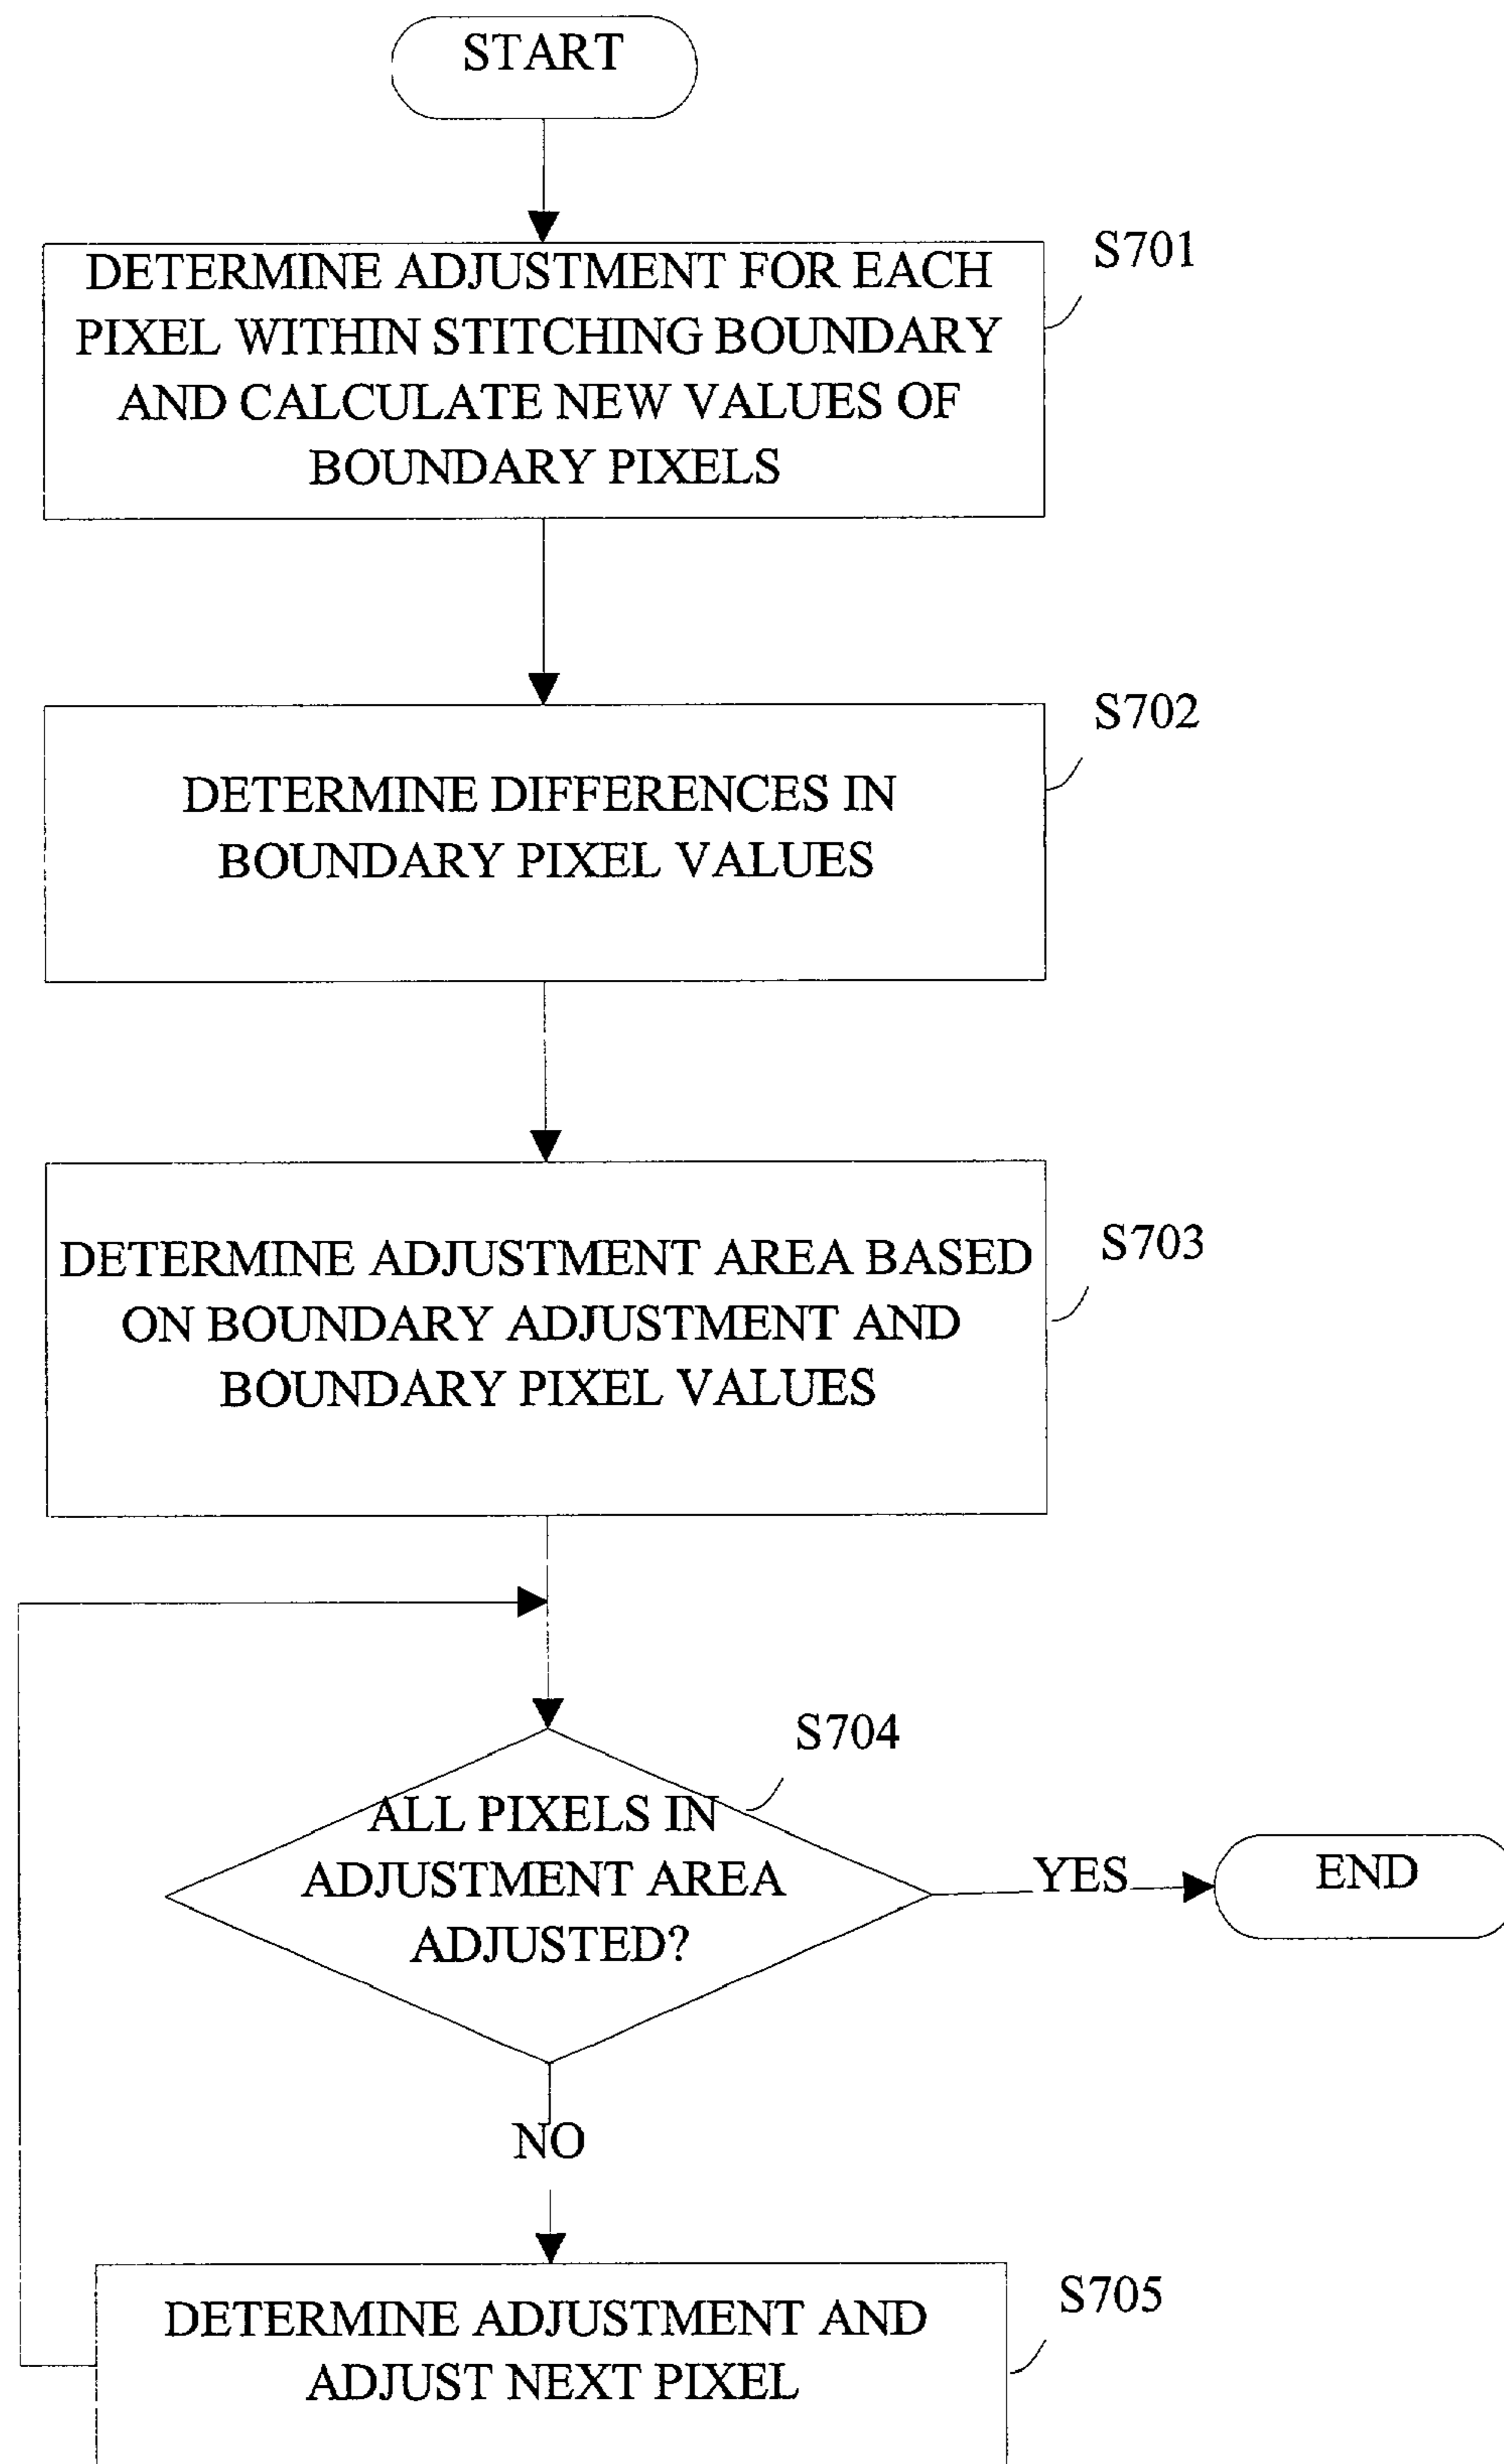 START
S701
DETERMINE ADJUSTMENT FOR EACH
PIXEL WITHIN STITCHING BOUNDARY
AND CALCULATE NEW VALUES OF
BOUNDARY PIXELS
S702
DETERMINE DIFFERENCES IN
BOUNDARY PIXEL VALUES
S703
DETERMINE ADJUSTMENT AREA BASED
ON BOUNDARY ADJUSTMENT AND
BOUNDARY PIXEL VALUES
S704
ALL PIXELS IN
ADJUSTMENT AREA
ADJUSTED?
YES
END
NO
S705
DETERMINE ADJUSTMENT AND
ADJUST NEXT PIXEL